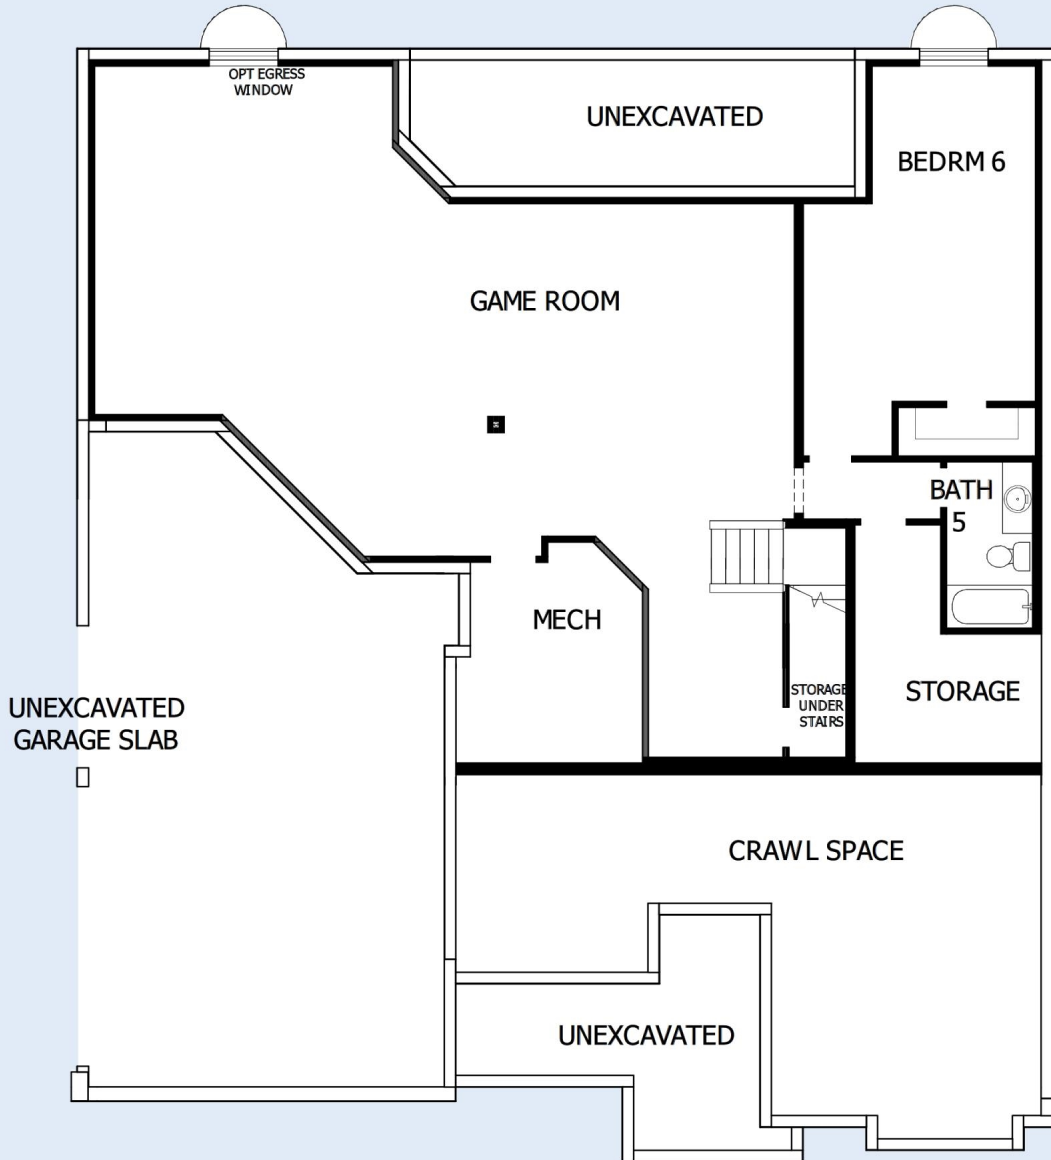 OPT EGRESS
WINDOW
UNEXCAVATED
BEDRM 6
GAME ROOM
BATH
5
MECH
STORAGE
UNDER
STAIRS
STORAGE
UNEXCAVATED
GARAGE SLAB
CRAWL SPACE
UNEXCAVATED